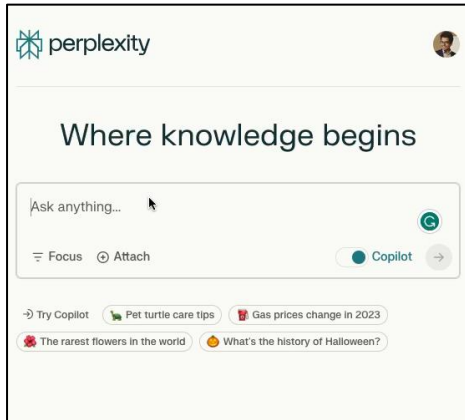 perplexity
Where knowledge begins
Ask anything...
Focus Attach Copilot
Try Copilot Pet turtle care tips Gas prices change in 2023
The rarest flowers in the world What's the history of Halloween?